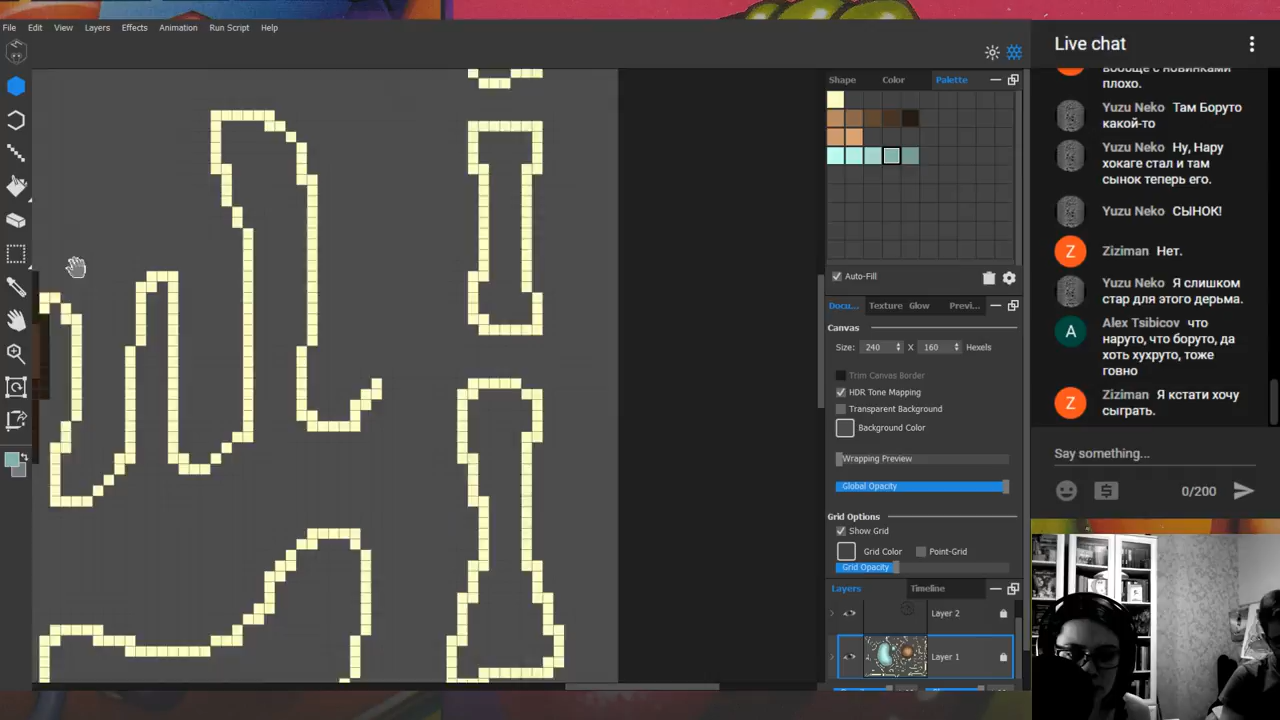 File Edit View Layers Effects Animation Run Script Help
Shape Color Palette
Auto-Fill
Docu... Texture Glow Previ...
Canvas
Size: 240 X 160 Hexels
Trim Canvas Border
HDR Tone Mapping
Transparent Background
Background Color
Wrapping Preview
Global Opacity
Grid Options
Show Grid
Grid Color Point-Grid
Grid Opacity
Layers Timeline
Layer 2
Layer 1
Live chat
вообще с новинками
плохо.
Yuzu Neko Там Боруто
какой-то
Yuzu Neko Ну, Нару
хокаге стал и там
сынок теперь его.
Yuzu Neko СЫНОК!
Z Ziziman Нет.
Yuzu Neko Я слишком
стар для этого дерьма.
A Alex Tsibicov что
наруто, что боруто, да
хоть хухруто, тоже
говно
Z Ziziman Я кстати хочу
сыграть.
Say something...
0/200